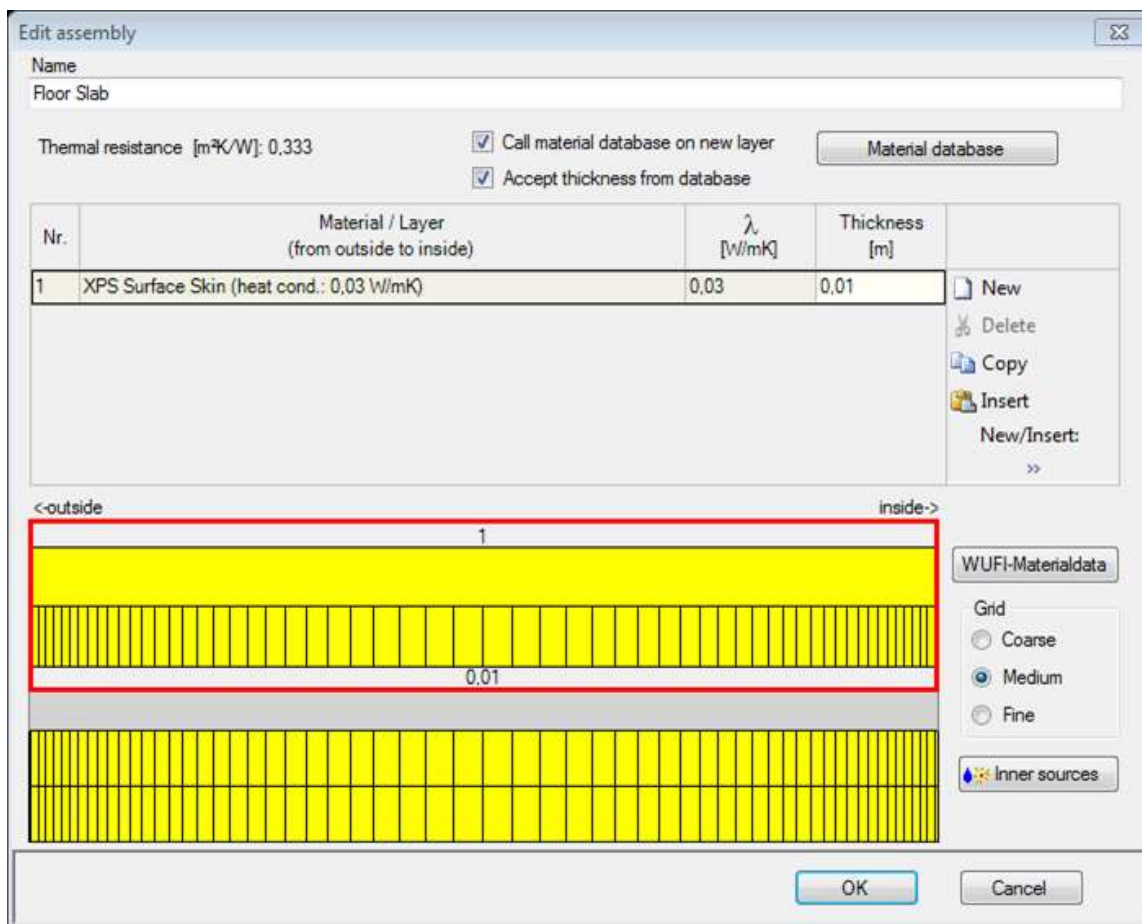 Edit assembly
Name
Floor Slab
Thermal resistance [m²K/W]: 0,333
Call material database on new layer
Material database
Accept thickness from database
Nr.
Material / Layer
(from outside to inside)
λ
[W/mK]
Thickness
[m]
1 XPS Surface Skin (heat cond.: 0,03 W/mK) 0,03 0,01
New
Delete
Copy
Insert
New/Insert:
»
<-outside
inside->
1
0,01
WUFI-Materialdata
Grid
Coarse
Medium
Fine
Inner sources
OK
Cancel